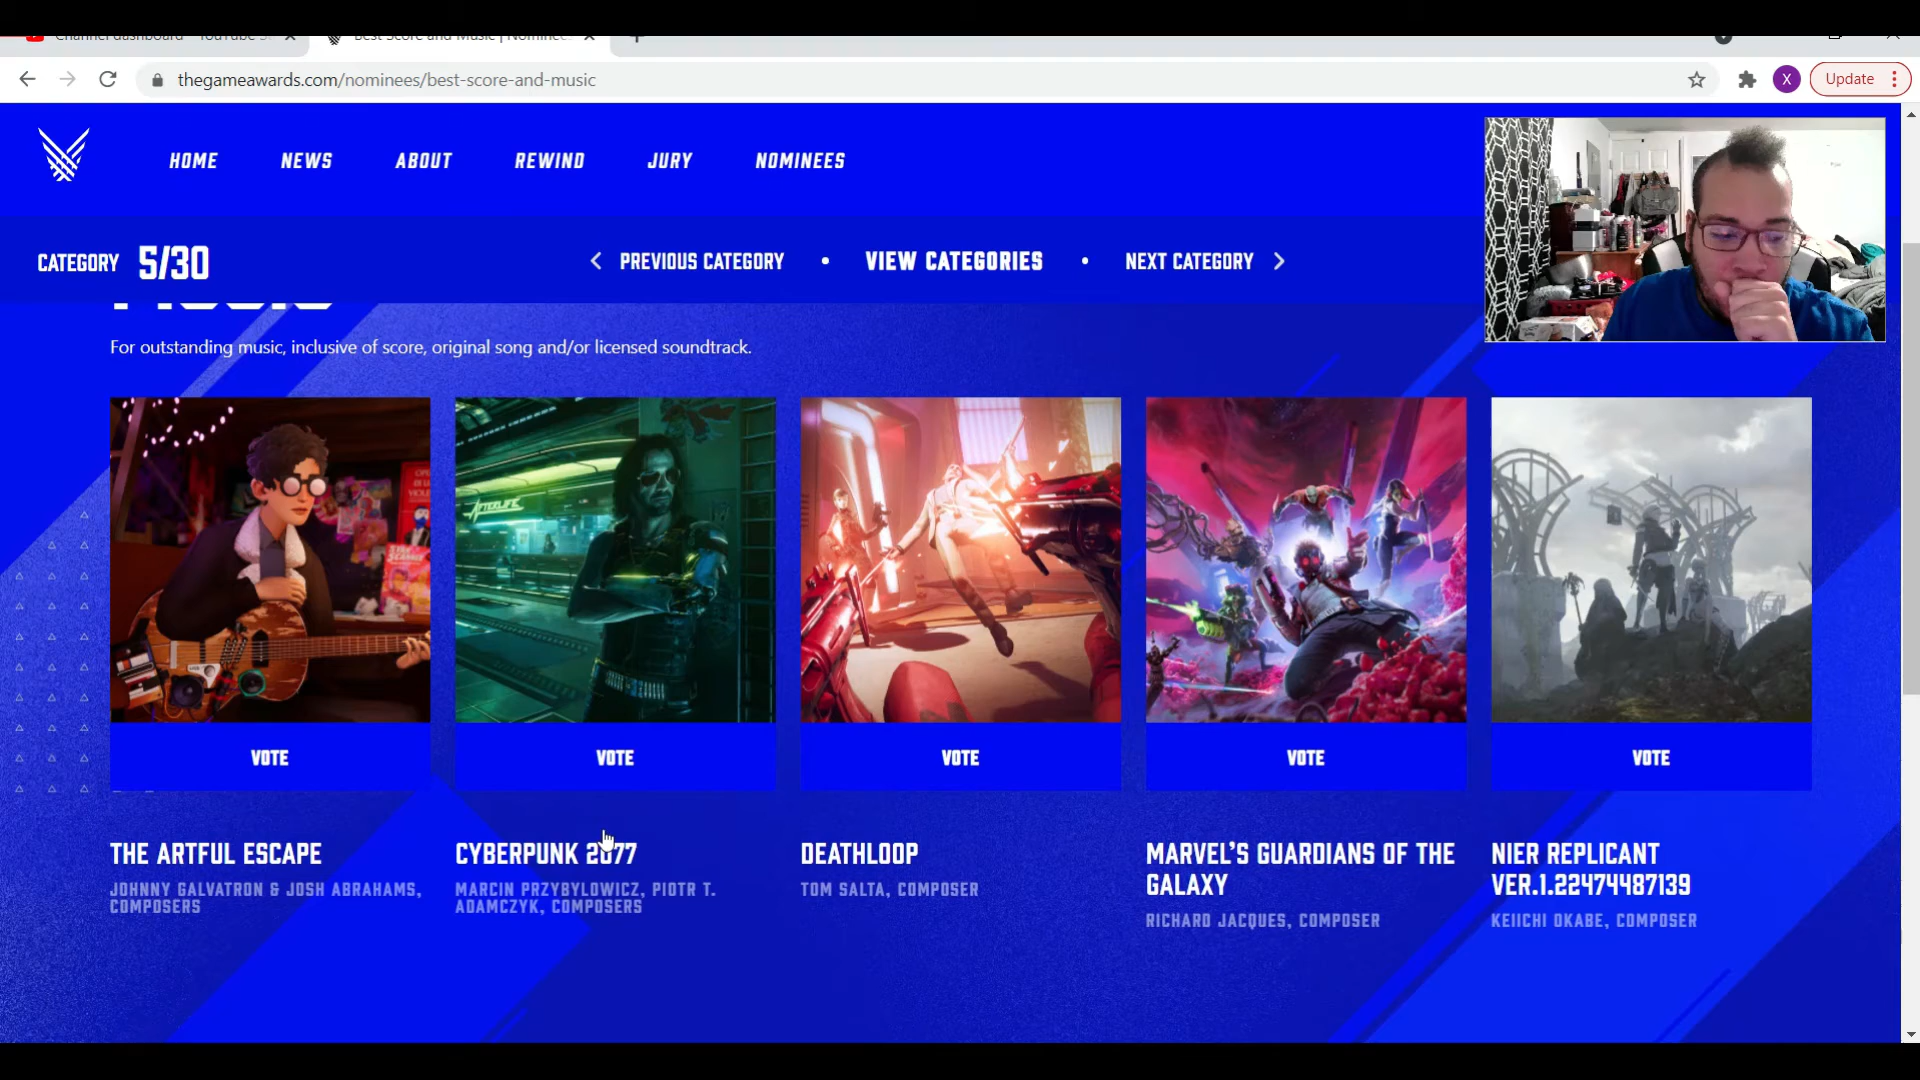 Channel dashboard - YouTube S
Best Score and Music | Nominee
thegameawards.com/nominees/best-score-and-music
X
Update
HOME NEWS ABOUT REWIND JURY NOMINEES
CATEGORY 5/30
PREVIOUS CATEGORY • VIEW CATEGORIES • NEXT CATEGORY
MUSIC
For outstanding music, inclusive of score, original song and/or licensed soundtrack.
AFTERLIFE
VOTE VOTE VOTE VOTE VOTE
THE ARTFUL ESCAPE
JOHNNY GALVATRON & JOSH ABRAHAMS,
COMPOSERS
CYBERPUNK 2077
MARCIN PRZYBYLOWICZ, PIOTR T.
ADAMCZYK, COMPOSERS
DEATHLOOP
TOM SALTA, COMPOSER
MARVEL'S GUARDIANS OF THE
GALAXY
RICHARD JACQUES, COMPOSER
NIER REPLICANT
VER.1.22474487139
KEIICHI OKABE, COMPOSER